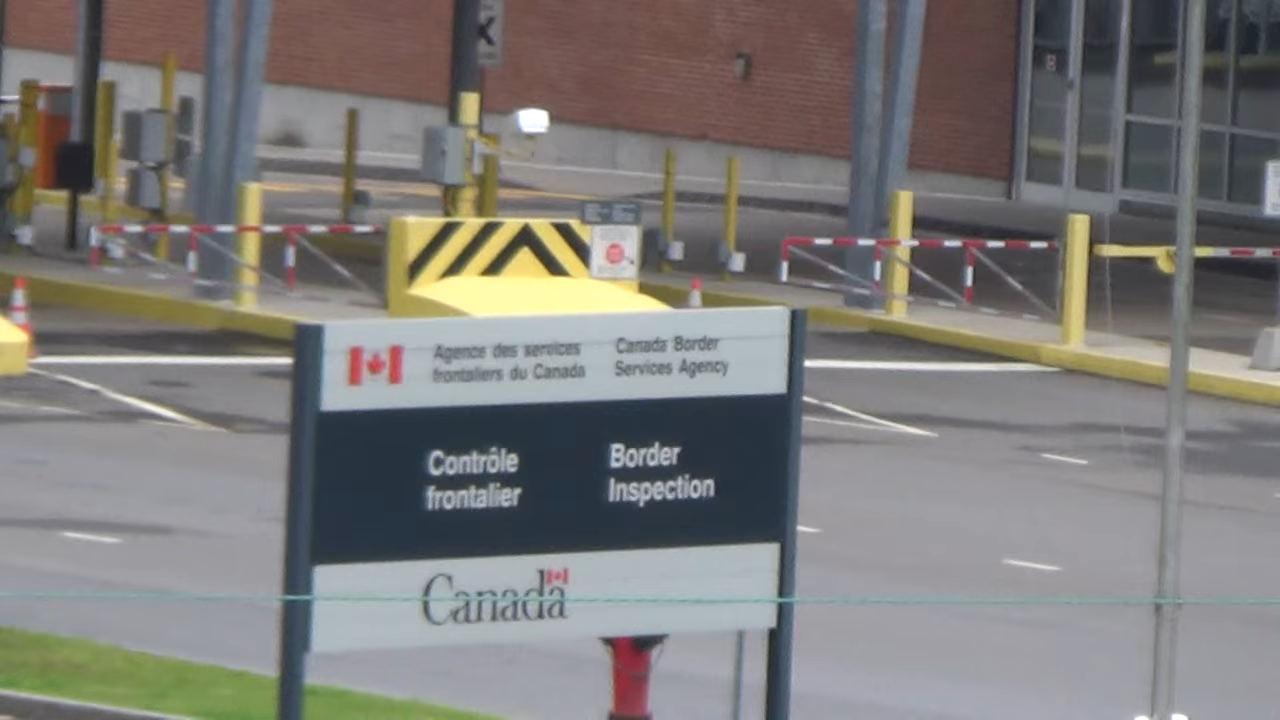 Agence des services
frontaliers du Canada
Canada Border
Services Agency
Contrôle
frontalier
Border
Inspection
Canada